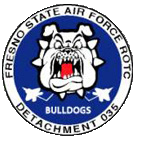 FRESNO STATE AIR FORCE ROTC
BULLDOGS
DETACHMENT 035